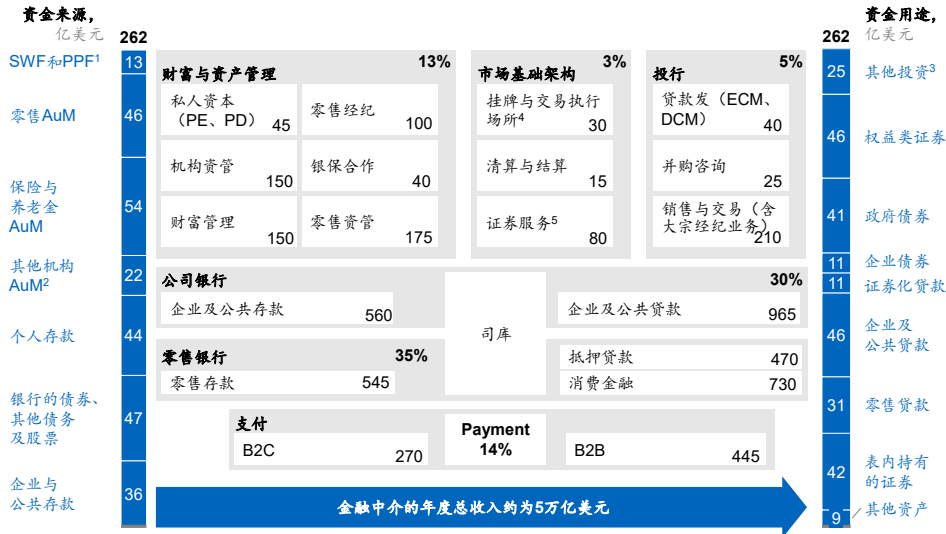 资金来源,
亿美元
262
SWF和PPF1
13
零售AuM
46
保险与
养老金
AuM
54
其他机构
AuM2
22
个人存款
44
银行的债券、
其他债务
及股票
47
企业与
公共存款
36
财富与资产管理
13%
私人资本
（PE、PD）
45
零售经纪
100
机构资管
150
银保合作
40
财富管理
150
零售资管
175
市场基础架构
3%
挂牌与交易执行
场所4
30
清算与结算
15
证券服务5
80
投行
5%
贷款发（ECM、
DCM）
40
并购咨询
25
销售与交易（含
大宗经纪业务）
210
公司银行
30%
企业及公共存款
560
司库
企业及公共贷款
965
零售银行
35%
零售存款
545
抵押贷款
470
消费金融
730
支付
B2C
270
Payment
14%
B2B
445
金融中介的年度总收入约为5万亿美元
资金用途,
亿美元
262
25
其他投资3
46
权益类证券
41
政府债券
11
企业债券
11
证券化贷款
46
企业及
公共贷款
31
零售贷款
42
表内持有
的证券
9
其他资产